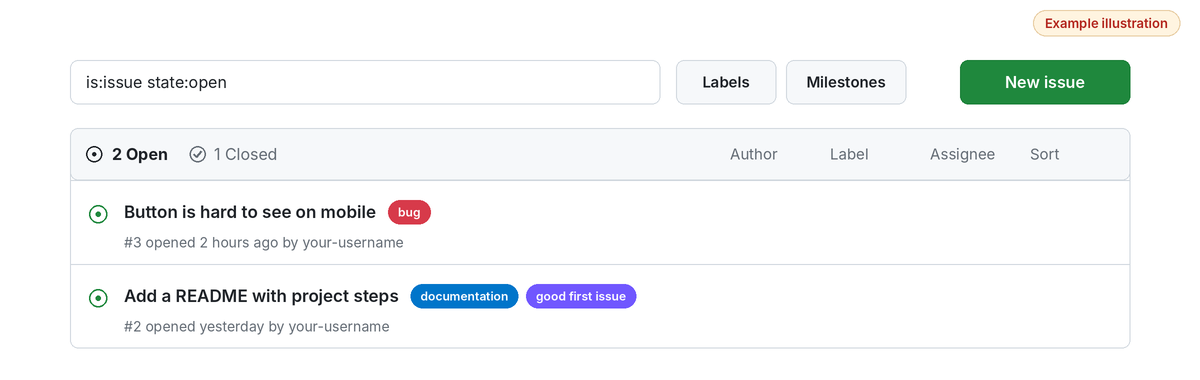 Example illustration
is:issue state:open Labels Milestones New issue
2 Open 1 Closed Author Label Assignee Sort
Button is hard to see on mobile bug
#3 opened 2 hours ago by your-username
Add a README with project steps documentation good first issue
#2 opened yesterday by your-username